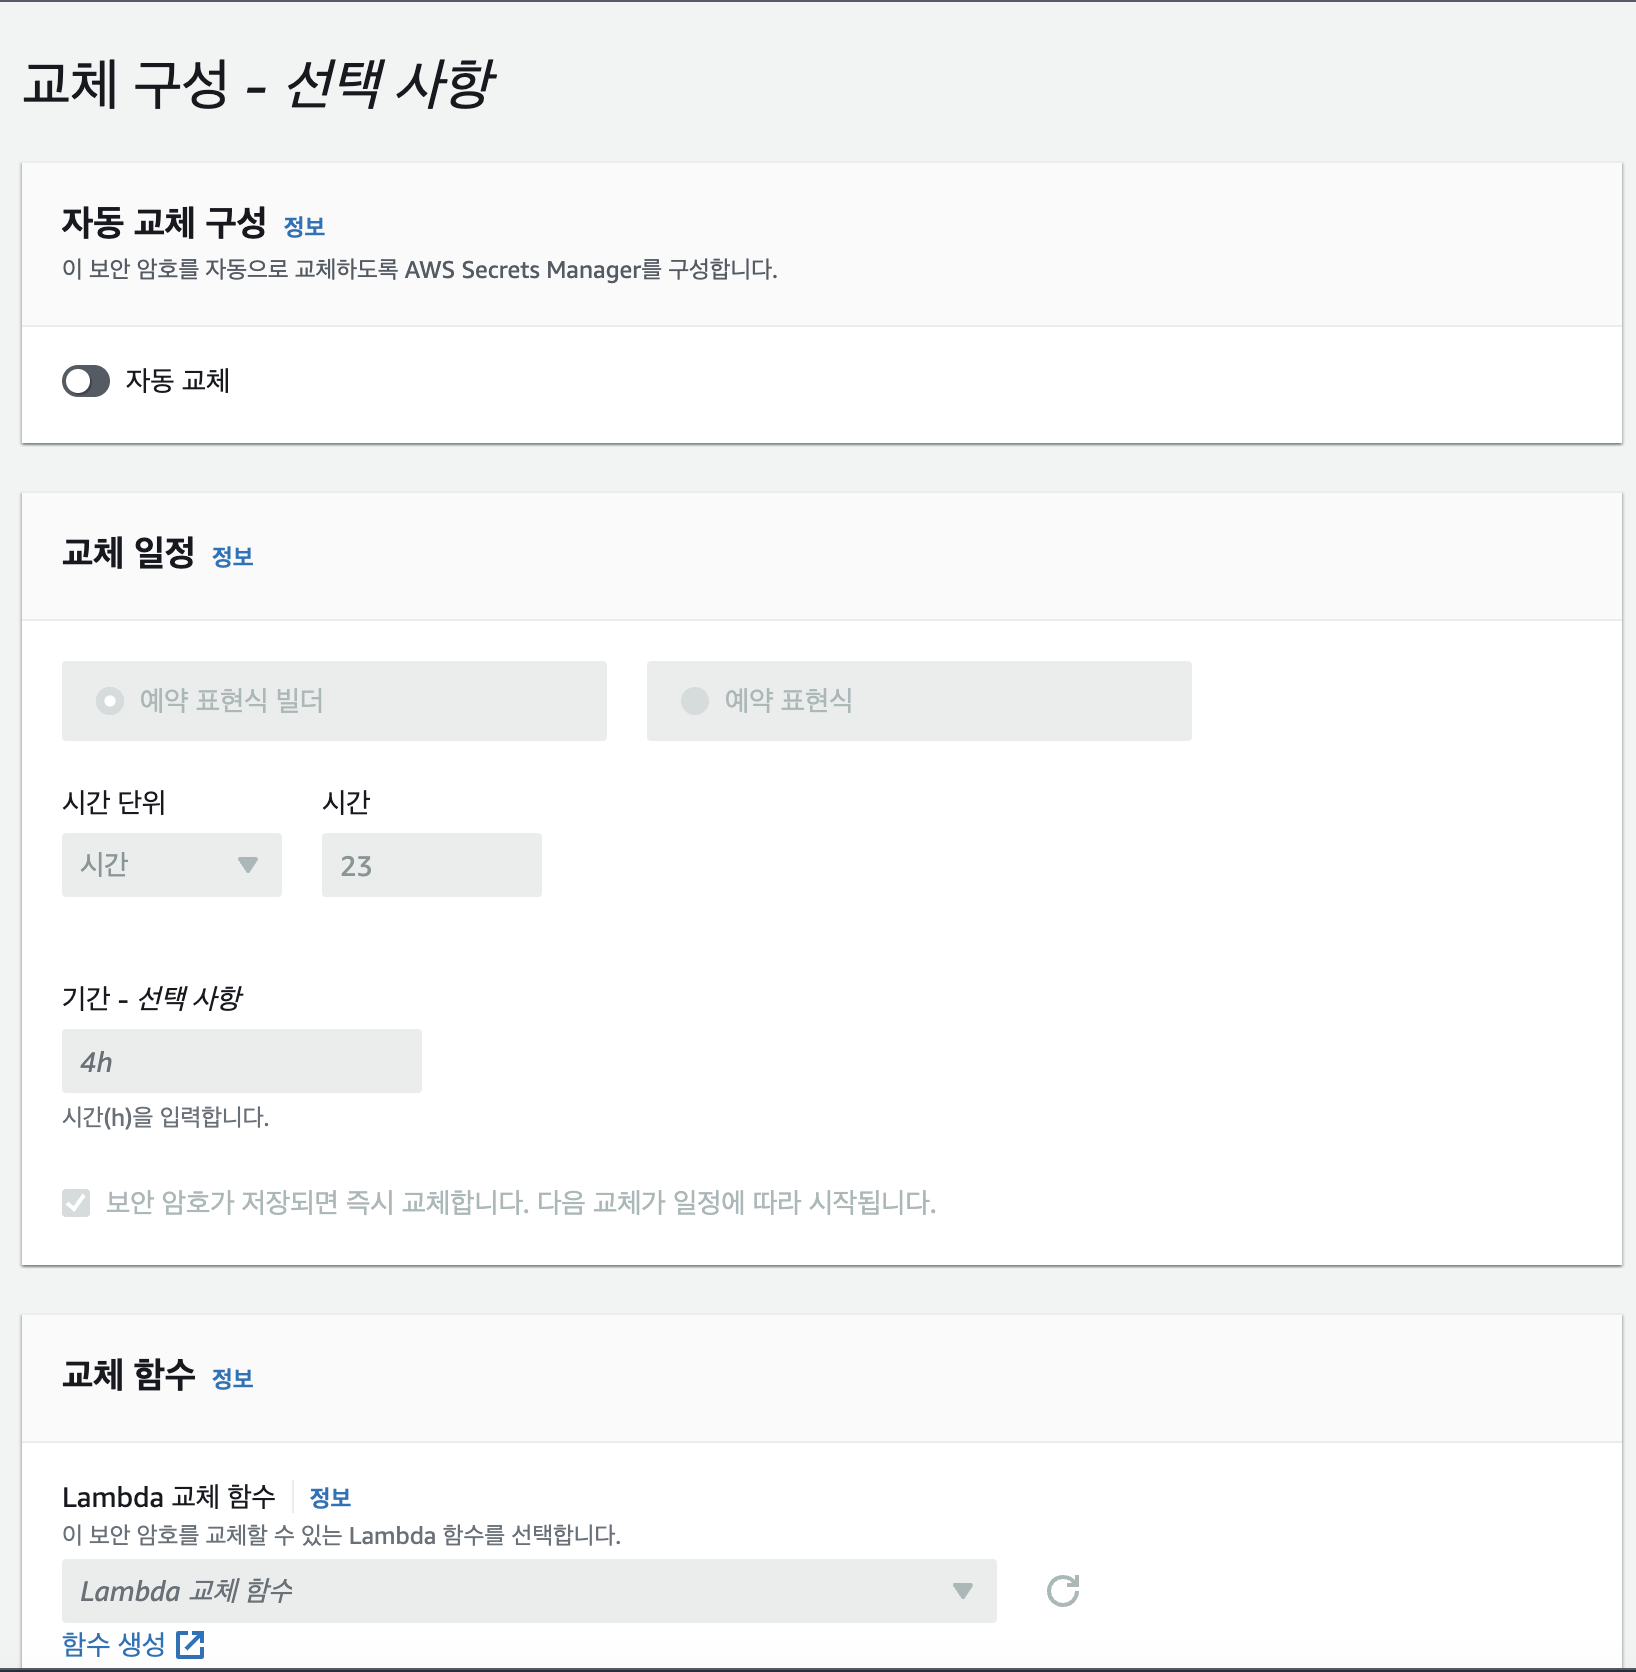 교체 구성 - 선택 사항
자동 교체 구성 정보
이 보안 암호를 자동으로 교체하도록 AWS Secrets Manager를 구성합니다.
자동 교체
교체 일정 정보
예약 표현식 빌더 예약 표현식
시간 단위 시간
시간 23
기간 - 선택 사항
4h
시간(h)을 입력합니다.
보안 암호가 저장되면 즉시 교체합니다. 다음 교체가 일정에 따라 시작됩니다.
교체 함수 정보
Lambda 교체 함수 정보
이 보안 암호를 교체할 수 있는 Lambda 함수를 선택합니다.
Lambda 교체 함수
함수 생성